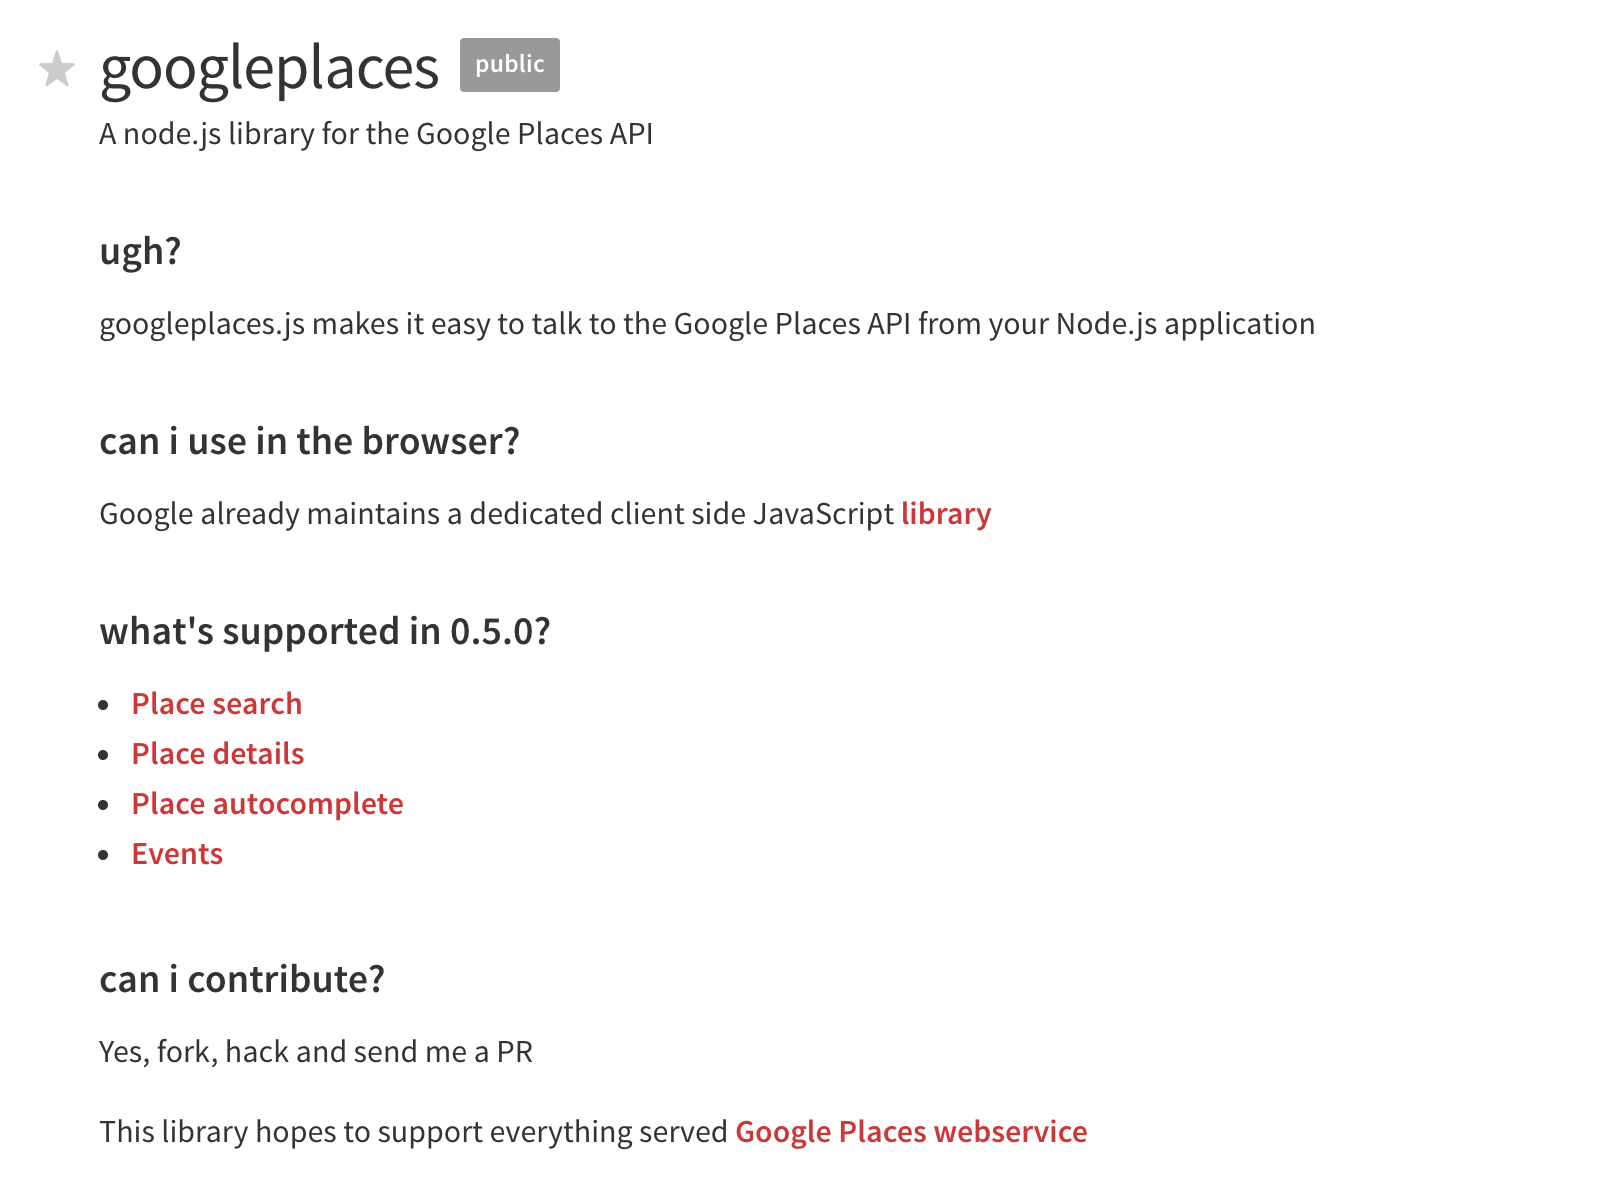 googleplaces public
A node.js library for the Google Places API
ugh?
googleplaces.js makes it easy to talk to the Google Places API from your Node.js application
can i use in the browser?
Google already maintains a dedicated client side JavaScript library
what's supported in 0.5.0?
Place search
Place details
Place autocomplete
Events
can i contribute?
Yes, fork, hack and send me a PR
This library hopes to support everything served Google Places webservice